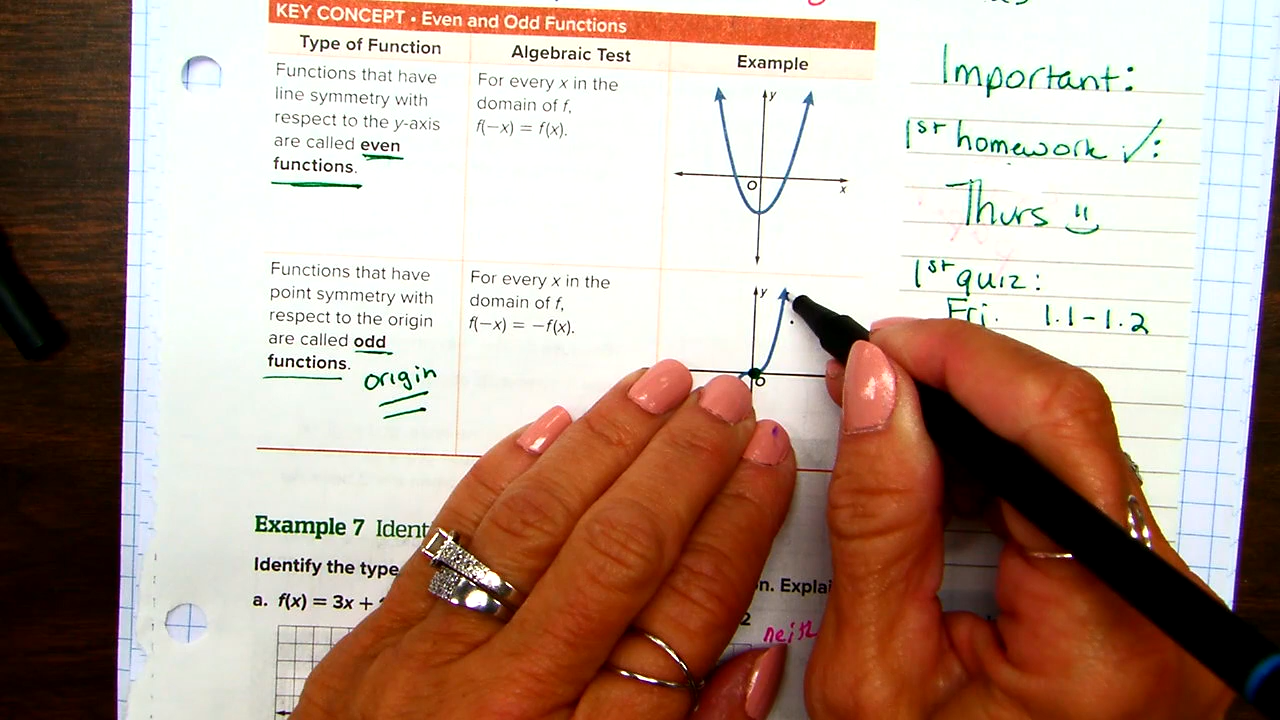 KEY CONCEPT • Even and Odd Functions
Type of Function
Algebraic Test
Example
Functions that have
line symmetry with
respect to the y-axis
are called even
functions.
For every x in the
domain of f,
f(−x) = f(x).
y
O
x
Functions that have
point symmetry with
respect to the origin
are called odd
functions.
origin
For every x in the
domain of f,
f(−x) = −f(x).
y
O
Important:
1st homework ✓:
Thurs
1st quiz:
Fri. 1.1-1.2
Example 7
Identify the type
a. f(x) = 3x +
2